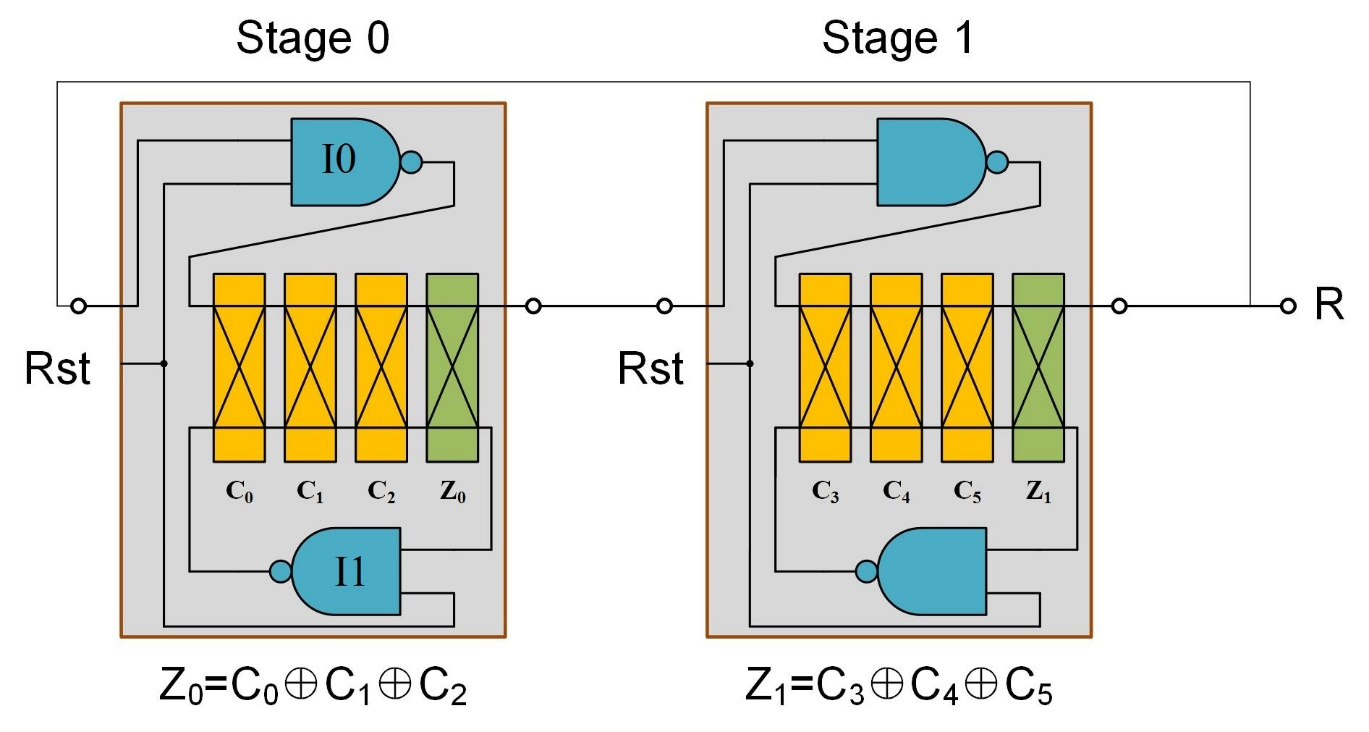 Stage 0 Stage 1
I0
R
Rst Rst
C₀ C₁ C₂ Z₀ C₃ C₄ C₅ Z₁
I1
Z₀=C₀⊕C₁⊕C₂ Z₁=C₃⊕C₄⊕C₅